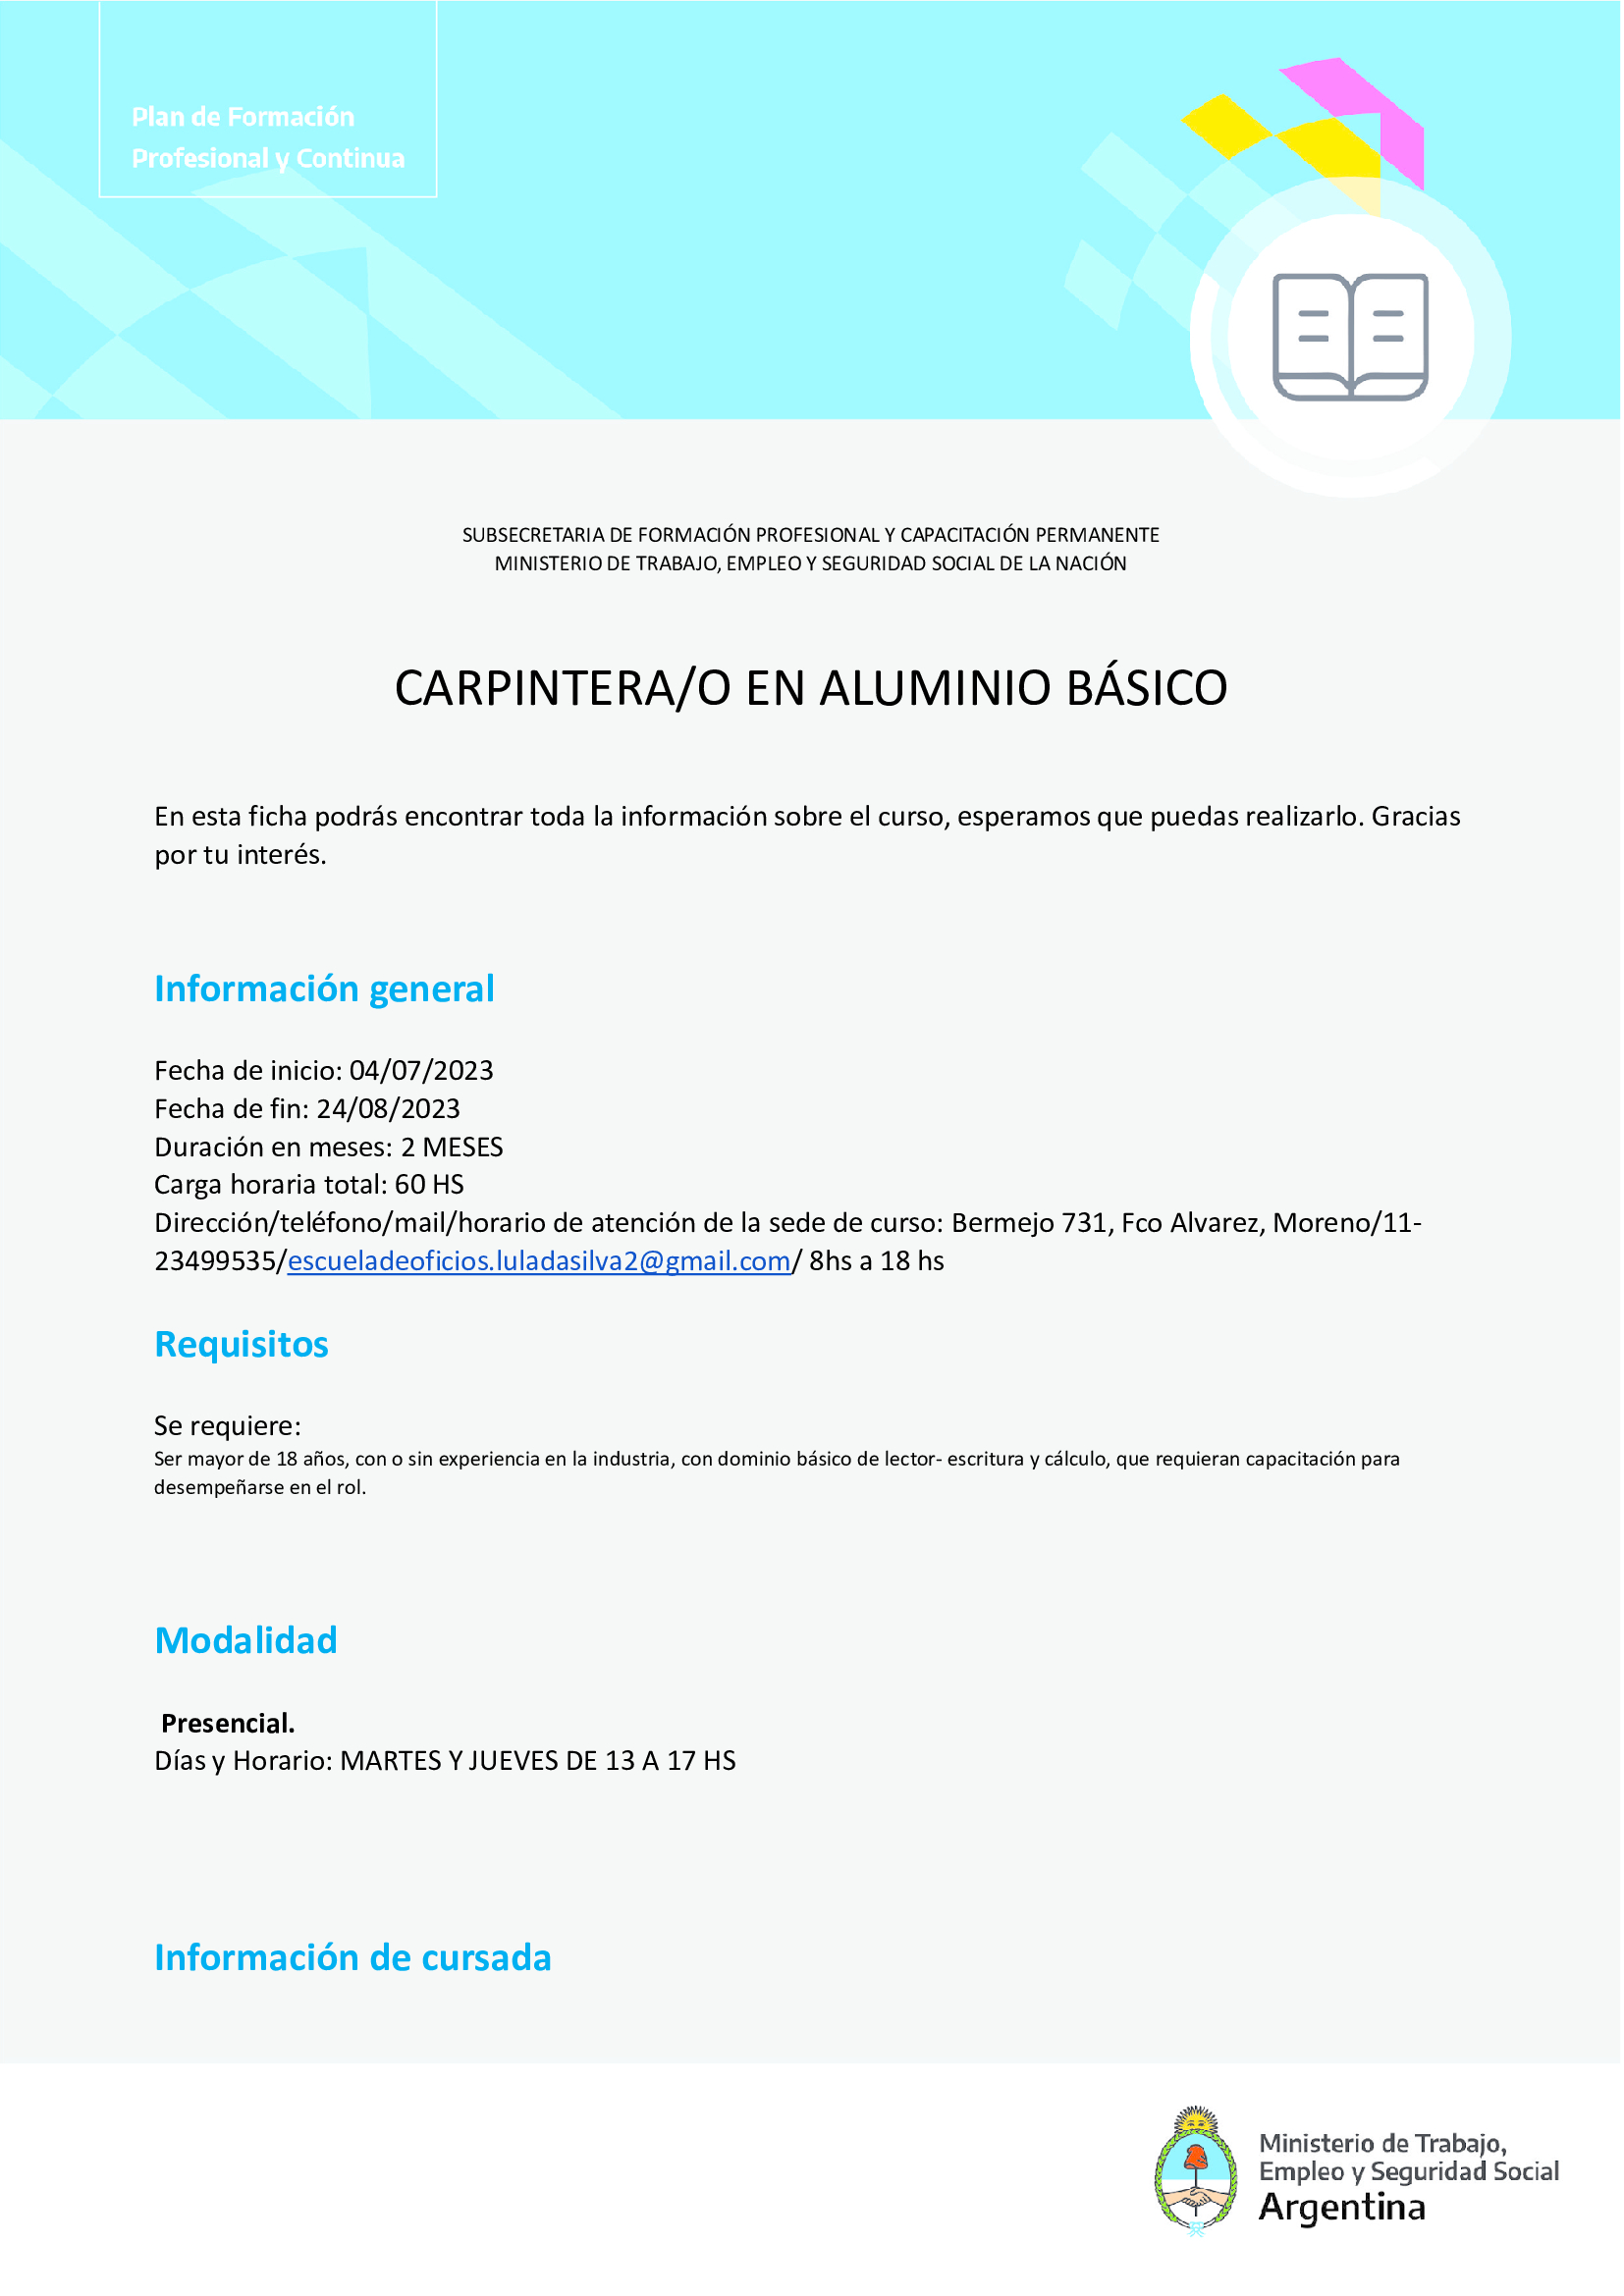 Plan de Formación
Profesional y Continua
SUBSECRETARIA DE FORMACIÓN PROFESIONAL Y CAPACITACIÓN PERMANENTE
MINISTERIO DE TRABAJO, EMPLEO Y SEGURIDAD SOCIAL DE LA NACIÓN
CARPINTERA/O EN ALUMINIO BÁSICO
En esta ficha podrás encontrar toda la información sobre el curso, esperamos que puedas realizarlo. Gracias
por tu interés.
Información general
Fecha de inicio: 04/07/2023
Fecha de fin: 24/08/2023
Duración en meses: 2 MESES
Carga horaria total: 60 HS
Dirección/teléfono/mail/horario de atención de la sede de curso: Bermejo 731, Fco Alvarez, Moreno/11-
23499535/escueladeoficios.luladasilva2@gmail.com/ 8hs a 18 hs
Requisitos
Se requiere:
Ser mayor de 18 años, con o sin experiencia en la industria, con dominio básico de lector- escritura y cálculo, que requieran capacitación para
desempeñarse en el rol.
Modalidad
Presencial.
Días y Horario: MARTES Y JUEVES DE 13 A 17 HS
Información de cursada
Ministerio de Trabajo,
Empleo y Seguridad Social
Argentina